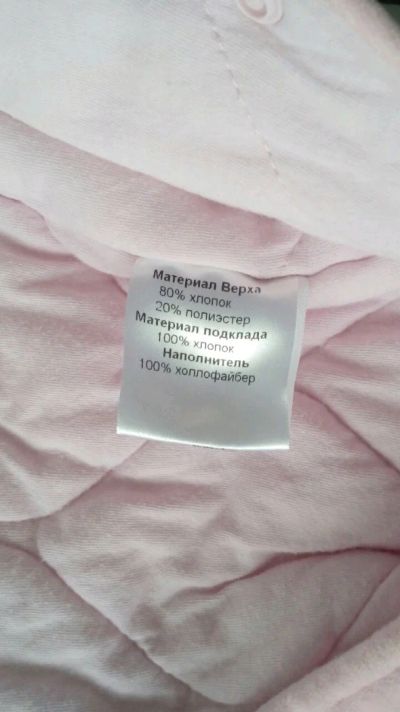 Материал Верха
80% хлопок
20% полиэстер
Материал подклада
100% хлопок
Наполнитель
100% холлофайбер